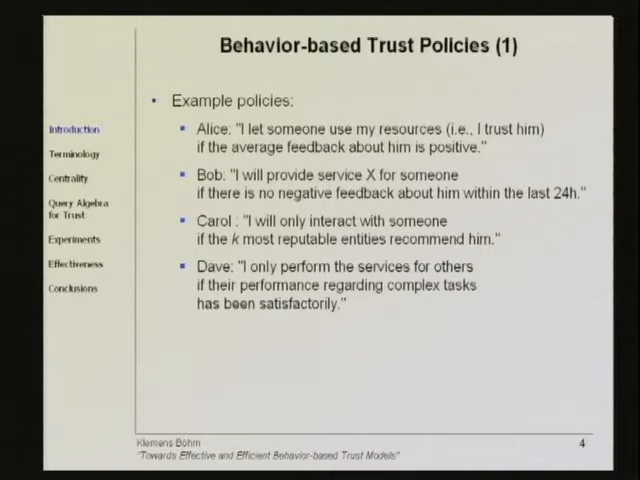 Behavior-based Trust Policies (1)
Introduction
Terminology
Centrality
Query Algebra
for Trust
Experiments
Effectiveness
Conclusions
• Example policies:
▪ Alice: "I let someone use my resources (i.e., I trust him)
if the average feedback about him is positive."
▪ Bob: "I will provide service X for someone
if there is no negative feedback about him within the last 24h."
▪ Carol : "I will only interact with someone
if the k most reputable entities recommend him."
▪ Dave: "I only perform the services for others
if their performance regarding complex tasks
has been satisfactorily."
Klemens Böhm
"Towards Effective and Efficient Behavior-based Trust Models"
4